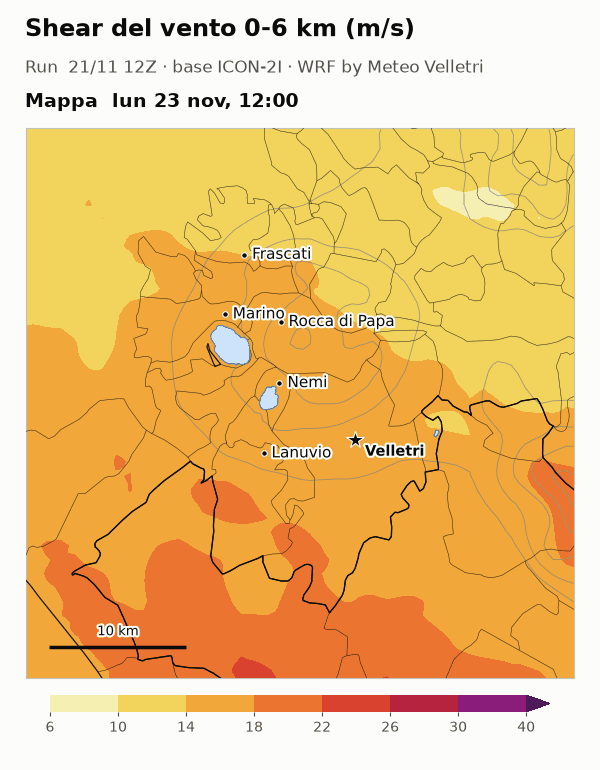 Shear del vento 0-6 km (m/s)
Run  21/11 12Z · base ICON-2I · WRF by Meteo Velletri
Mappa  lun 23 nov, 12:00
Frascati
Marino
Rocca di Papa
Nemi
Velletri
Lanuvio
10 km
6 10 14 18 22 26 30 40